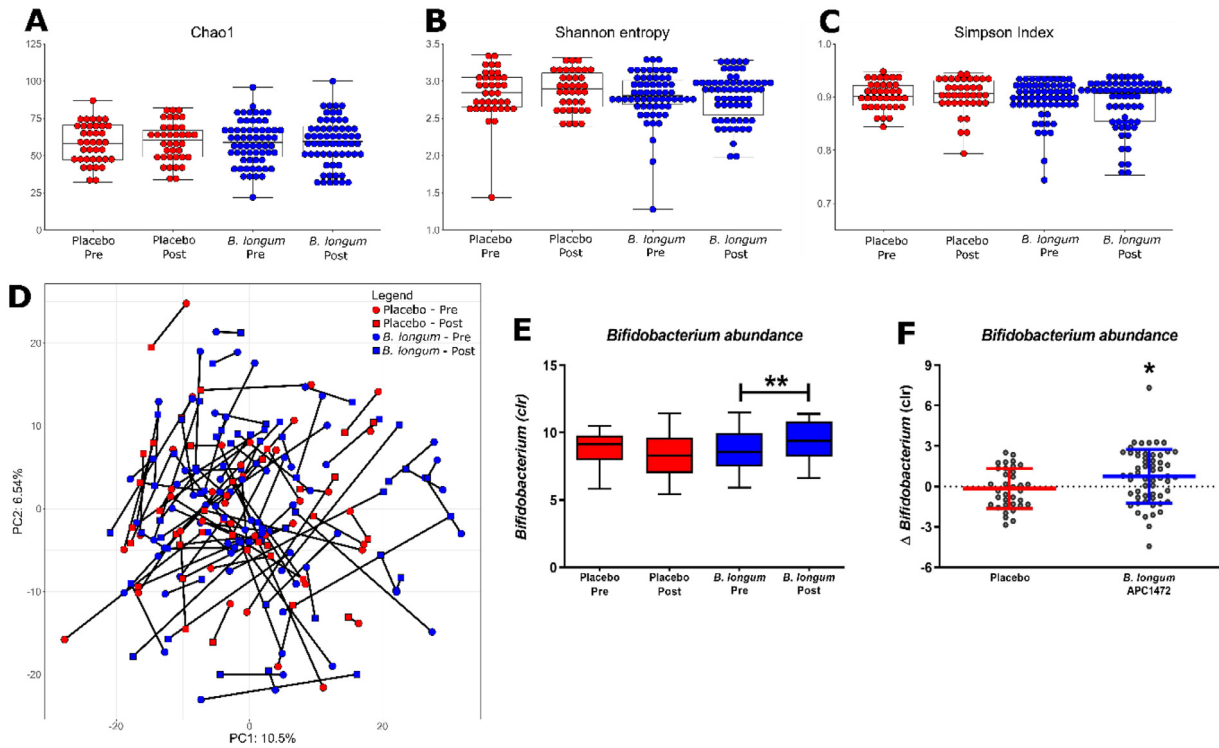 A
Chao1
125
100
75
50
25
0
Placebo
Pre
Placebo
Post
B. longum
Pre
B. longum
Post
B
Shannon entropy
3.5
3.0
2.5
2.0
1.5
1.0
Placebo
Pre
Placebo
Post
B. longum
Pre
B. longum
Post
C
Simpson Index
1.0
0.9
0.8
0.7
Placebo
Pre
Placebo
Post
B. longum
Pre
B. longum
Post
D
Legend
Placebo - Pre
Placebo - Post
B. longum - Pre
B. longum - Post
PC2: 6.54%
20
10
0
-10
-20
-20
0
20
PC1: 10.5%
E
Bifidobacterium abundance
Bifidobacterium (clr)
15
10
5
0
**
Placebo
Pre
Placebo
Post
B. longum
Pre
B. longum
Post
F
Bifidobacterium abundance
Δ Bifidobacterium (clr)
9
6
3
0
-3
-6
*
Placebo
B. longum
APC1472